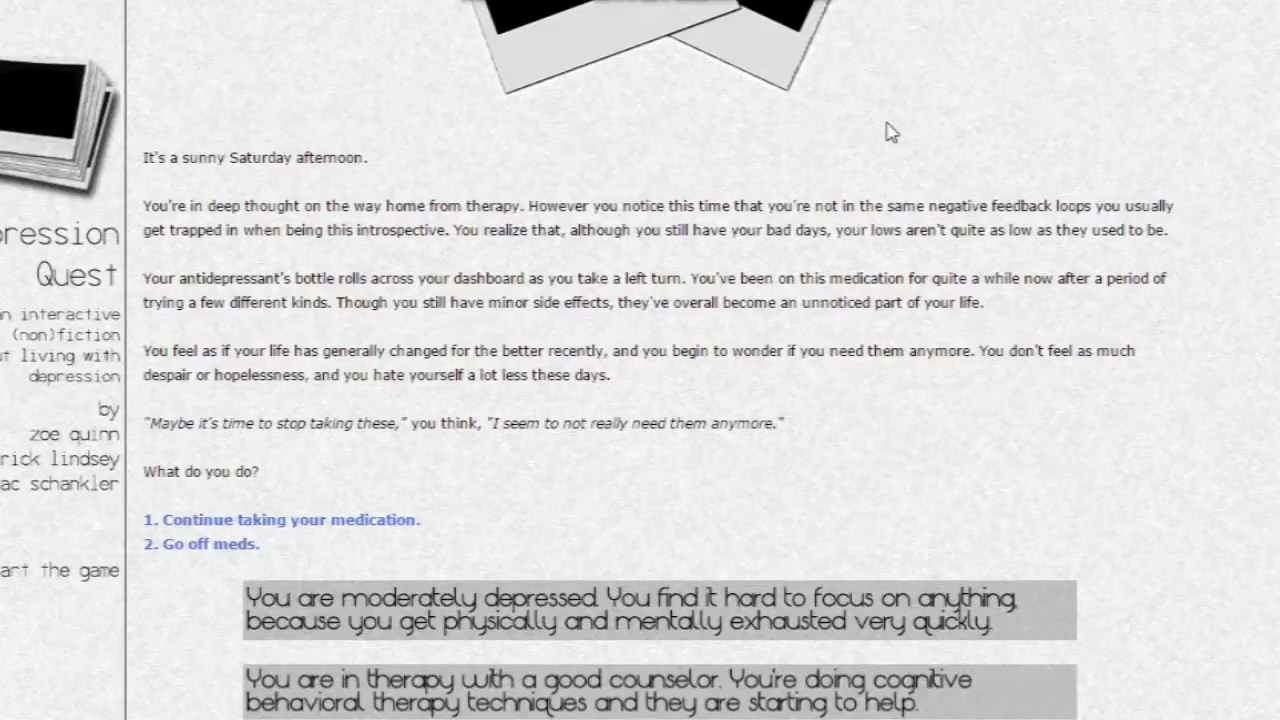 pression
Quest
n interactive
(non)fiction
t living with
depression
by
zoe quinn
rick lindsey
ac schankler
art the game
It's a sunny Saturday afternoon.
You're in deep thought on the way home from therapy. However you notice this time that you're not in the same negative feedback loops you usually
get trapped in when being this introspective. You realize that, although you still have your bad days, your lows aren't quite as low as they used to be.
Your antidepressant's bottle rolls across your dashboard as you take a left turn. You've been on this medication for quite a while now after a period of
trying a few different kinds. Though you still have minor side effects, they've overall become an unnoticed part of your life.
You feel as if your life has generally changed for the better recently, and you begin to wonder if you need them anymore. You don't feel as much
despair or hopelessness, and you hate yourself a lot less these days.
"Maybe it's time to stop taking these," you think, "I seem to not really need them anymore."
What do you do?
1. Continue taking your medication.
2. Go off meds.
You are moderately depressed. You find it hard to focus on anything,
because you get physically and mentally exhausted very quickly.
You are in therapy with a good counselor. You're doing cognitive
behavioral therapy techniques and they are starting to help.